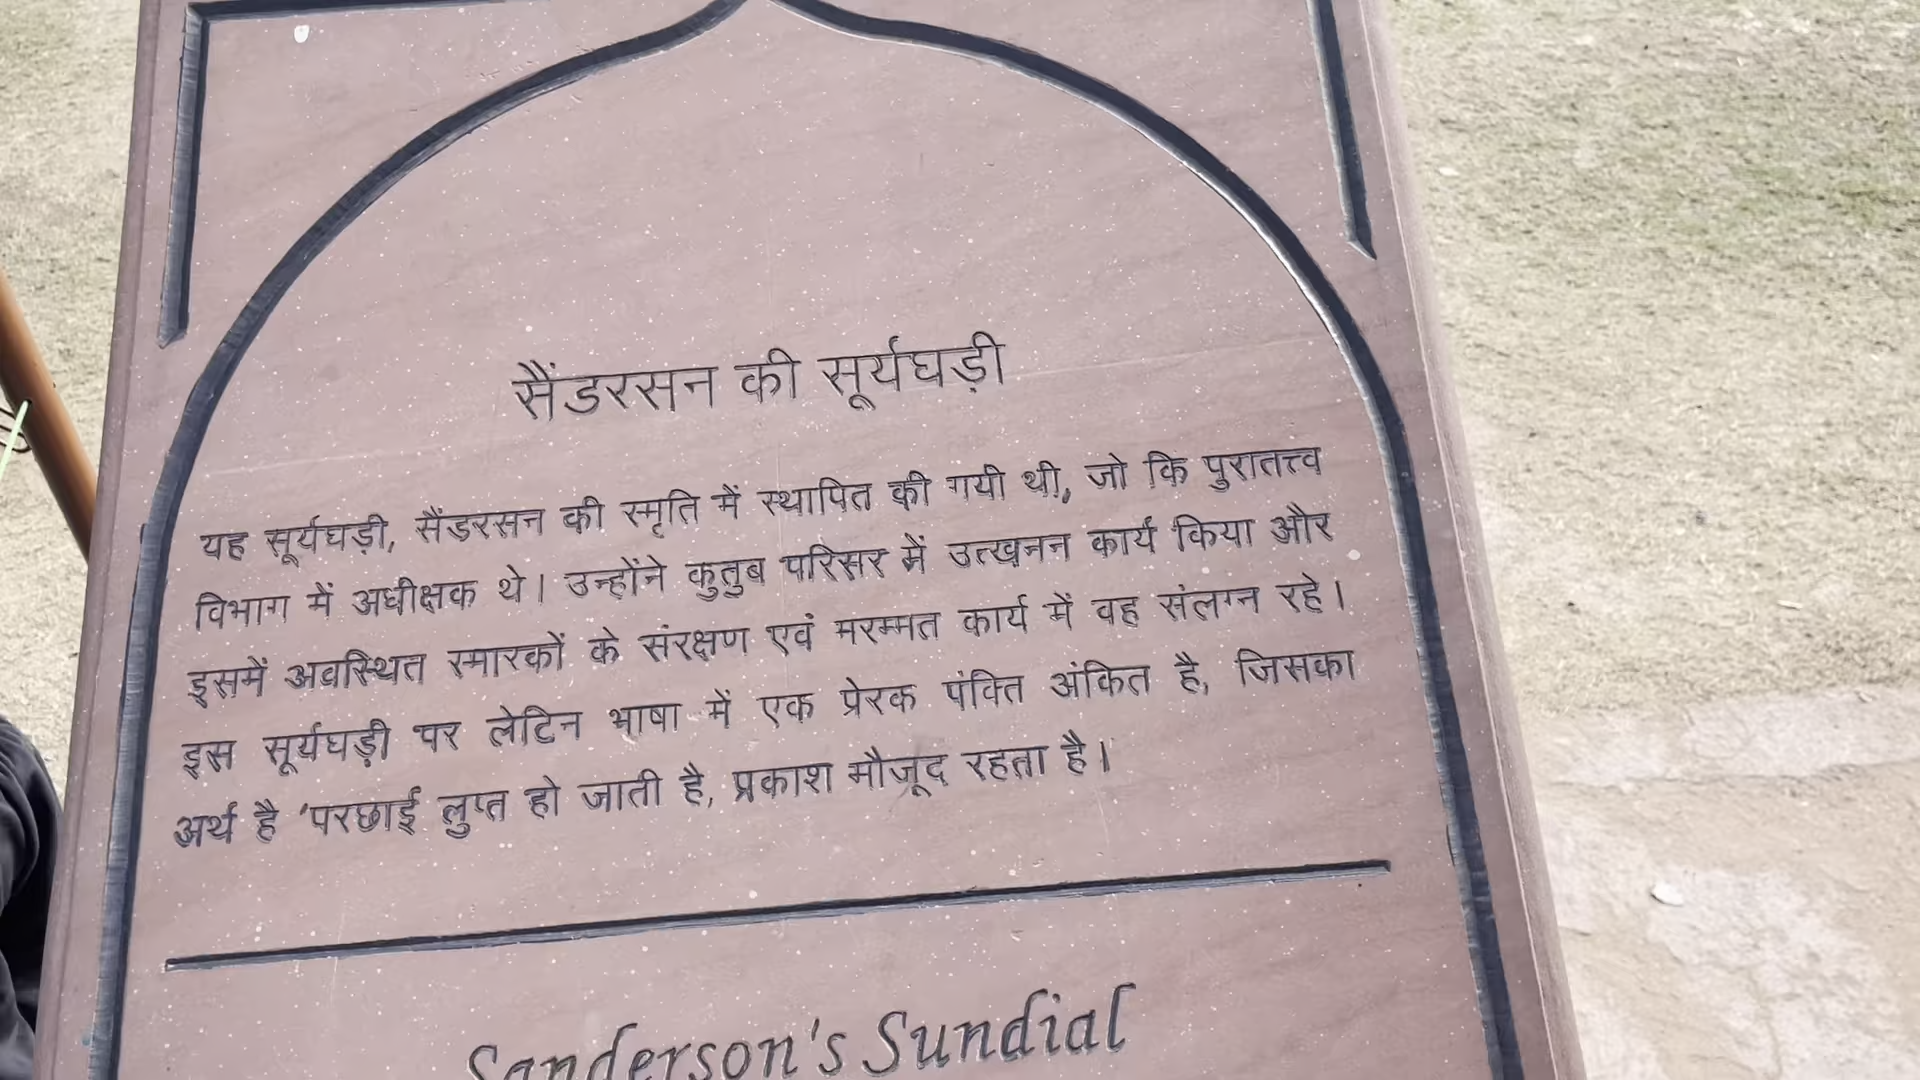 सैंडरसन की सूर्यघड़ी
यह सूर्यघड़ी, सैंडरसन की स्मृति में स्थापित की गयी थी, जो कि पुरातत्त्व
विभाग में अधीक्षक थे। उन्होंने कुतुब परिसर में उत्खनन कार्य किया और
इसमें अवस्थित स्मारकों के संरक्षण एवं मरम्मत कार्य में वह संलग्न रहे।
इस सूर्यघड़ी पर लेटिन भाषा में एक प्रेरक पंक्ति अंकित है, जिसका
अर्थ है 'परछाई लुप्त हो जाती है, प्रकाश मौजूद रहता है।
Sanderson's Sundial